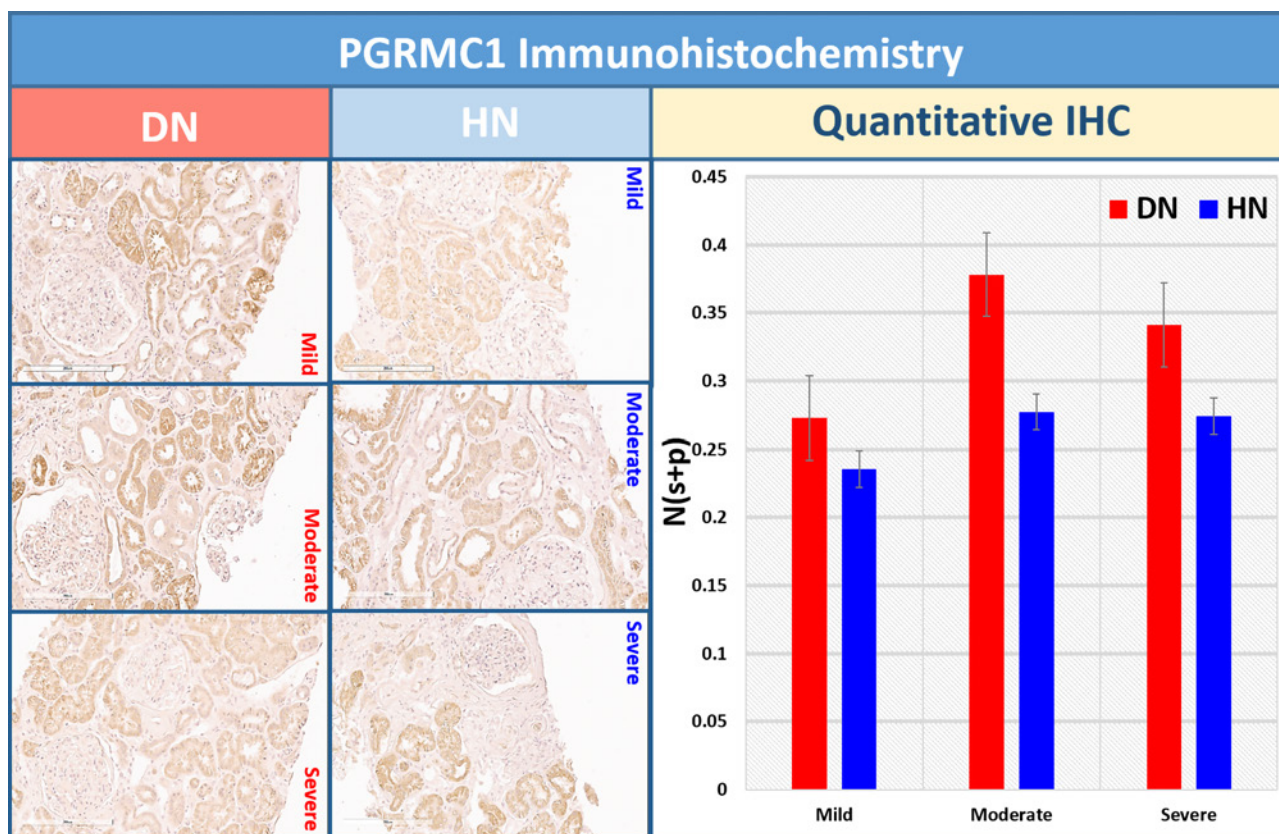 PGRMC1 Immunohistochemistry
DN
HN
Quantitative IHC
Mild
Mild
Moderate
Moderate
Severe
Severe
DN
HN
N(s+p)
0.45
0.4
0.35
0.3
0.25
0.2
0.15
0.1
0.05
0
Mild
Moderate
Severe